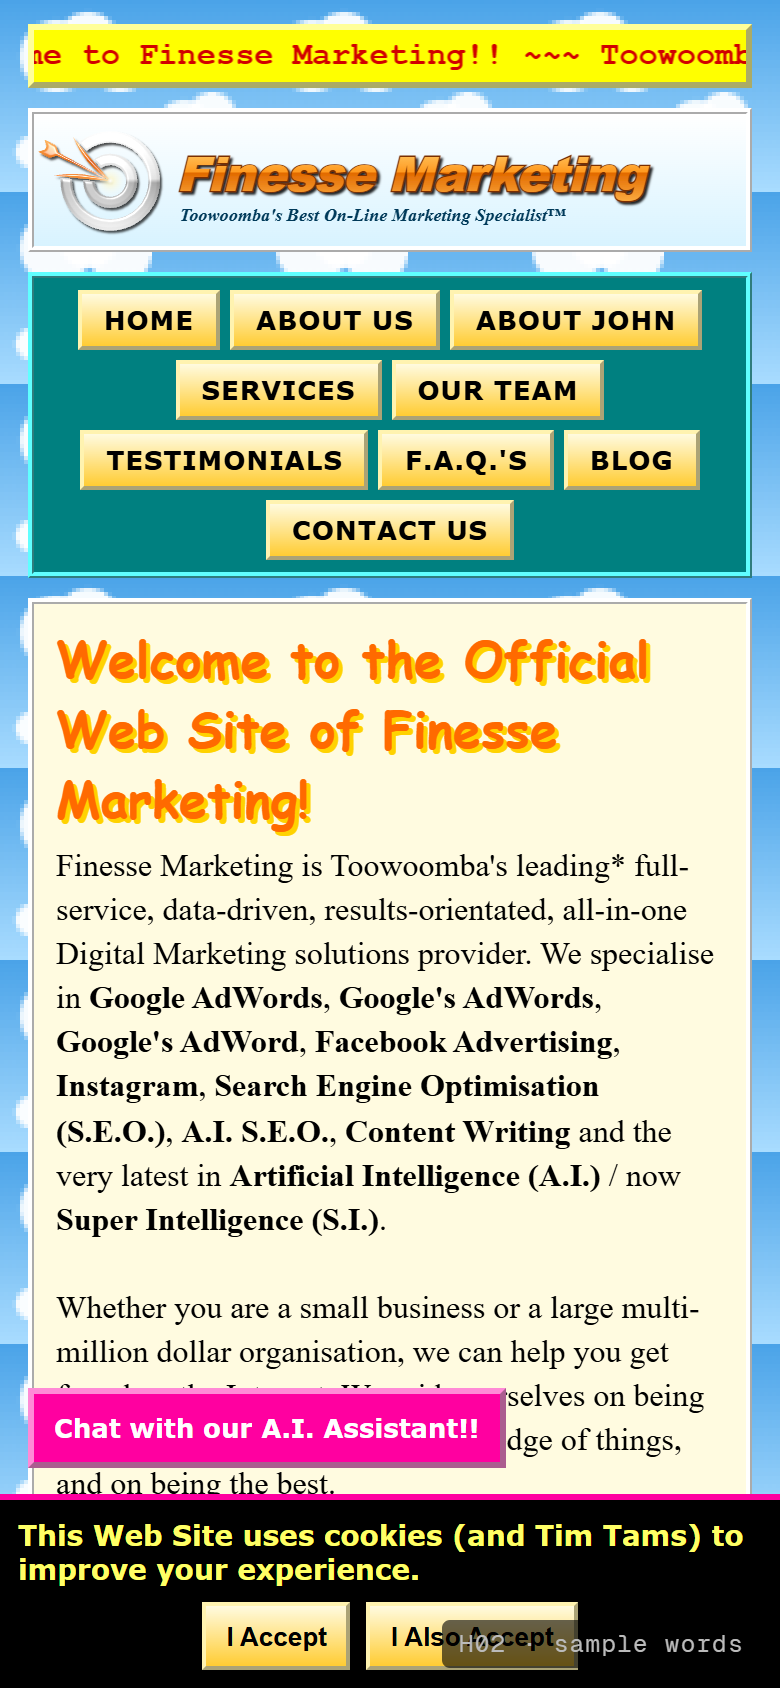 me to Finesse Marketing!! ~~~ Toowoomb
Finesse Marketing
Toowoomba's Best On-Line Marketing Specialist™
HOME ABOUT US ABOUT JOHN
SERVICES OUR TEAM
TESTIMONIALS F.A.Q.'S BLOG
CONTACT US
Welcome to the Official
Web Site of Finesse
Marketing!
Finesse Marketing is Toowoomba's leading* full-
service, data-driven, results-orientated, all-in-one
Digital Marketing solutions provider. We specialise
in Google AdWords, Google's AdWords,
Google's AdWord, Facebook Advertising,
Instagram, Search Engine Optimisation
(S.E.O.), A.I. S.E.O., Content Writing and the
very latest in Artificial Intelligence (A.I.) / now
Super Intelligence (S.I.).
Whether you are a small business or a large multi-
million dollar organisation, we can help you get
rselves on being
Chat with our A.I. Assistant!!
dge of things,
and on being the best.
This Web Site uses cookies (and Tim Tams) to
improve your experience.
I Accept I Also Accept
H02 - sample words